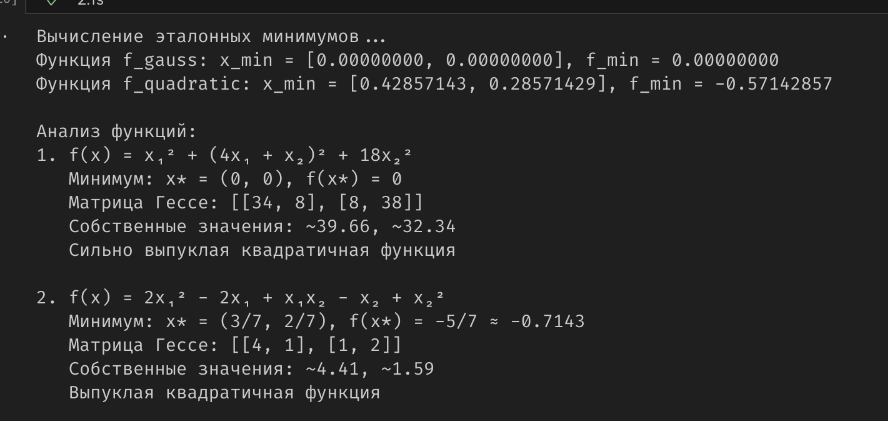 2.1s
Вычисление эталонных минимумов...
Функция f_gauss: x_min = [0.00000000, 0.00000000], f_min = 0.00000000
Функция f_quadratic: x_min = [0.42857143, 0.28571429], f_min = -0.57142857
Анализ функций:
1. f(x) = x₁² + (4x₁ + x₂)² + 18x₂²
Минимум: x* = (0, 0), f(x*) = 0
Матрица Гессе: [[34, 8], [8, 38]]
Собственные значения: ~39.66, ~32.34
Сильно выпуклая квадратичная функция
2. f(x) = 2x₁² - 2x₁ + x₁x₂ - x₂ + x₂²
Минимум: x* = (3/7, 2/7), f(x*) = -5/7 ≈ -0.7143
Матрица Гессе: [[4, 1], [1, 2]]
Собственные значения: ~4.41, ~1.59
Выпуклая квадратичная функция